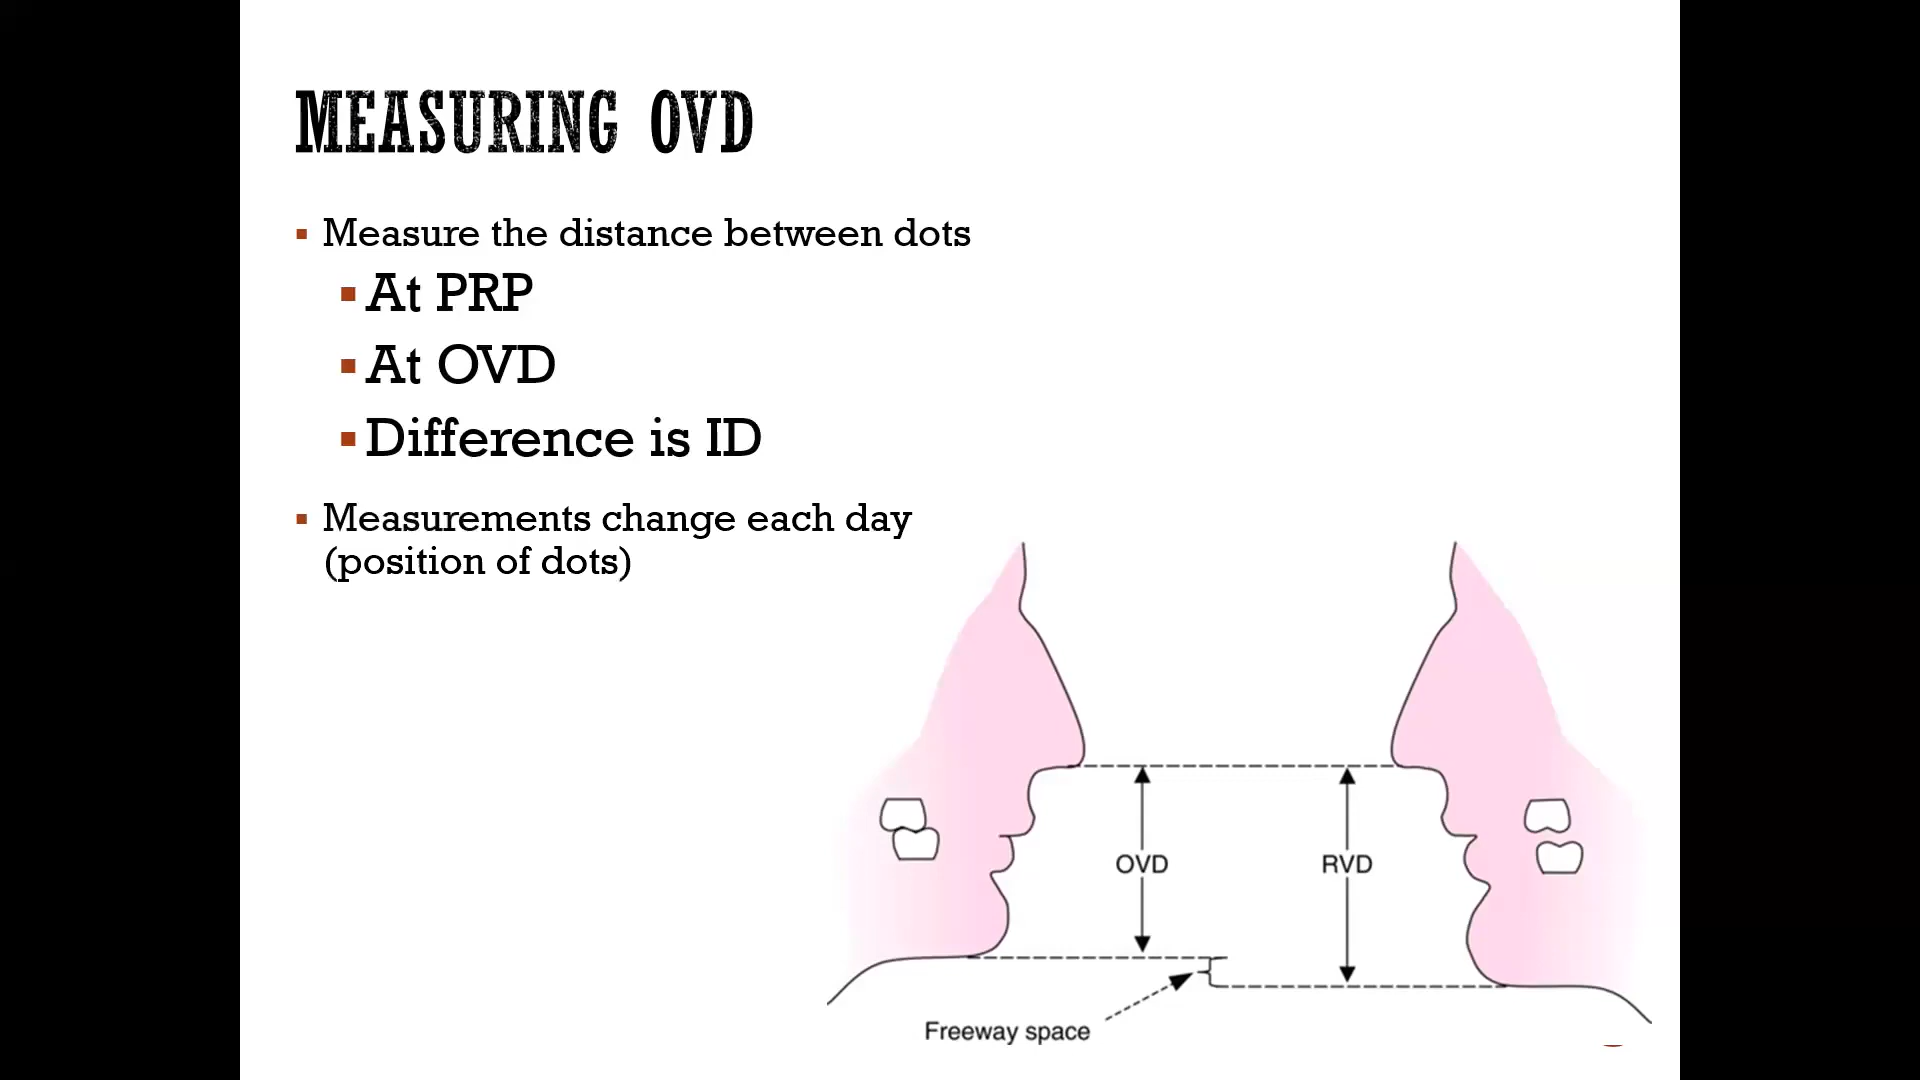 MEASURING OVD
Measure the distance between dots
At PRP
At OVD
Difference is ID
Measurements change each day
(position of dots)
OVD
RVD
Freeway space